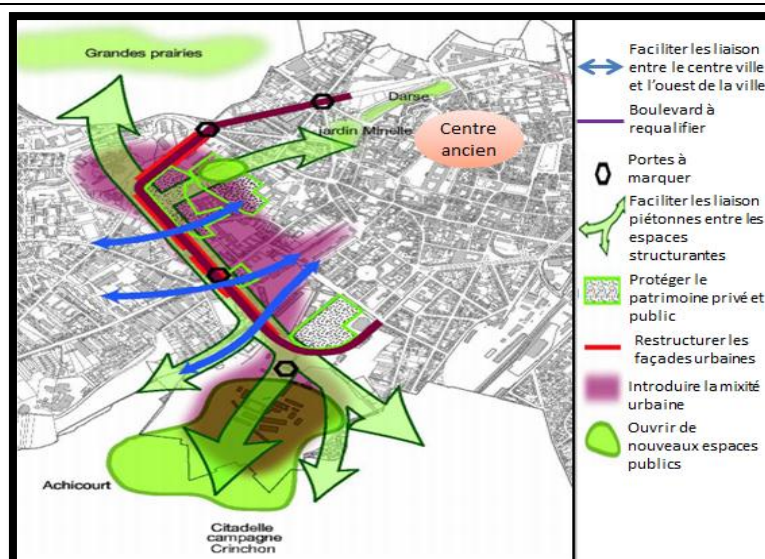 Grandes prairies
Darse
jardin Minelle
Centre
ancien
Achicourt
Citadelle
campagne
Crinchon
Faciliter les liaison
entre le centre ville
et l'ouest de la ville
Boulevard à
requalifier
Portes à
marquer
Faciliter les liaison
piétonnes entre les
espaces
structurantes
Protéger le
patrimoine privé et
public
Restructurer les
façades urbaines
Introduire la mixité
urbaine
Ouvrir de
nouveaux espaces
publics